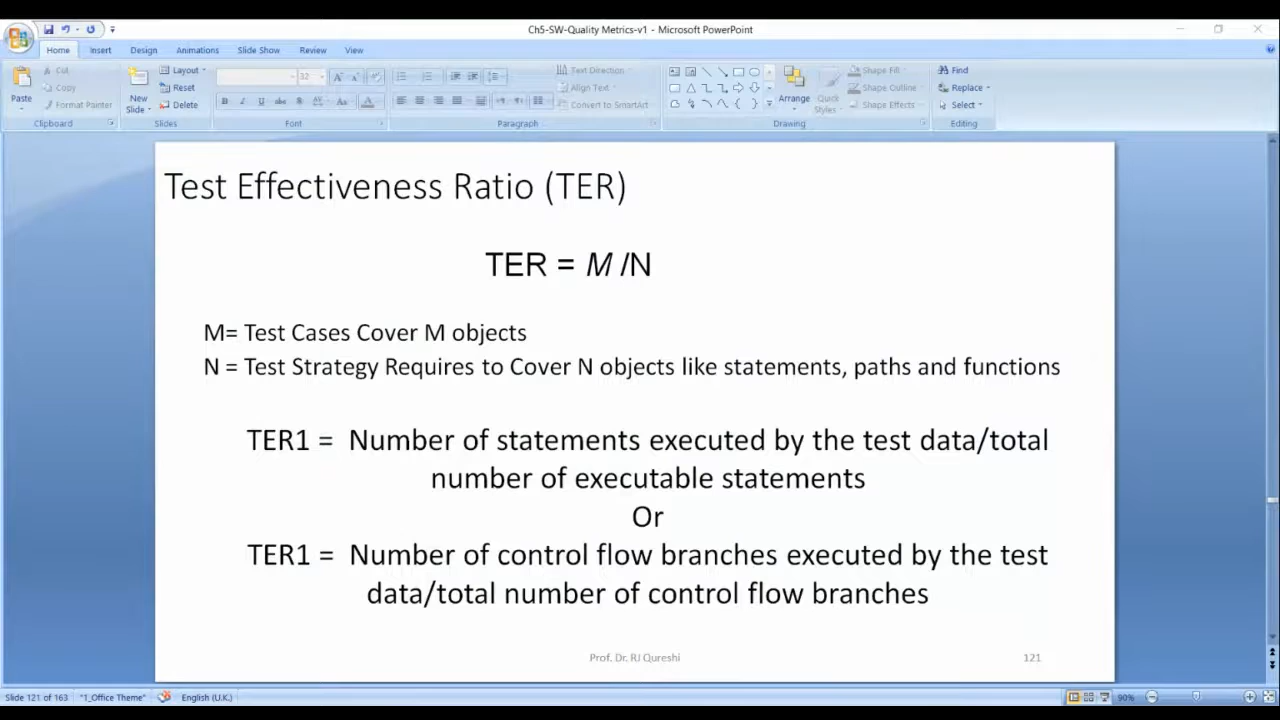 Ch5-SW-Quality Metrics-v1 - Microsoft PowerPoint
Home Insert Design Animations Slide Show Review View
Paste
Cut
Copy
Format Painter
Clipboard
New Slide
Layout
Reset
Delete
Slides
32
Font
Paragraph
Text Direction
Align Text
Convert to SmartArt
Arrange
Quick Styles
Shape Fill
Shape Outline
Shape Effects
Drawing
Find
Replace
Select
Editing
Test Effectiveness Ratio (TER)
TER = M /N
M= Test Cases Cover M objects
N = Test Strategy Requires to Cover N objects like statements, paths and functions
TER1 = Number of statements executed by the test data/total
number of executable statements
Or
TER1 = Number of control flow branches executed by the test
data/total number of control flow branches
Prof. Dr. RJ Qureshi 121
Slide 121 of 163 "1_Office Theme" English (U.K.) 90%